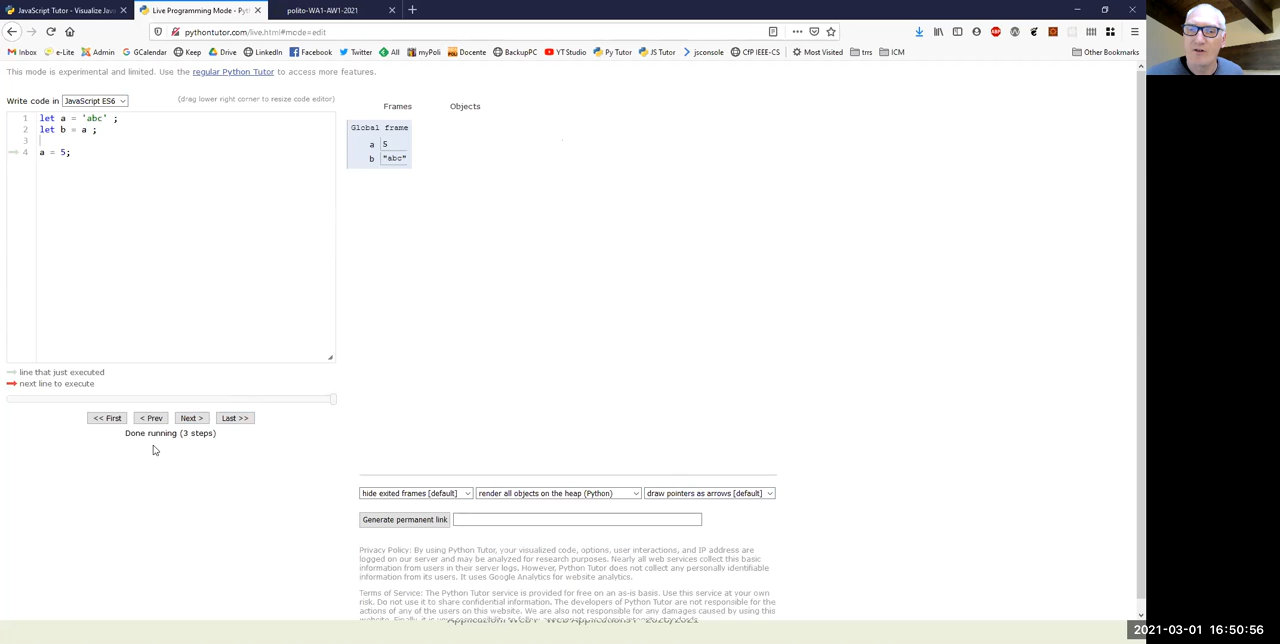 JavaScript Tutor - Visualize Java
Live Programming Mode - Pyt
polito-WA1-AW1-2021
pythontutor.com/live.html#mode=edit
Inbox e-Lite Admin GCalendar Keep Drive LinkedIn Facebook Twitter All myPoli Docente BackupPC YT Studio Py Tutor JS Tutor jsconsole CfP IEEE-CS Most Visited trrs ICM Other Bookmarks
This mode is experimental and limited. Use the regular Python Tutor to access more features.
Write code in JavaScript ES6 (drag lower right corner to resize code editor)
Frames Objects
1 let a = 'abc' ;
2 let b = a ;
3
4 a = 5;
Global frame
a 5
b "abc"
line that just executed
next line to execute
<< First < Prev Next > Last >>
Done running (3 steps)
hide exited frames [default] render all objects on the heap (Python) draw pointers as arrows [default]
Generate permanent link
Privacy Policy: By using Python Tutor, your visualized code, options, user interactions, and IP address are
logged on our server and may be analyzed for research purposes. Nearly all web services collect this basic
information from users in their server logs. However, Python Tutor does not collect any personally identifiable
information from its users. It uses Google Analytics for website analytics.
Terms of Service: The Python Tutor service is provided for free on an as-is basis. Use this service at your own
risk. Do not use it to share confidential information. The developers of Python Tutor are not responsible for
the actions of any of the users on this website. We are also not responsible for any damages caused by using
2021-03-01 16:50:56